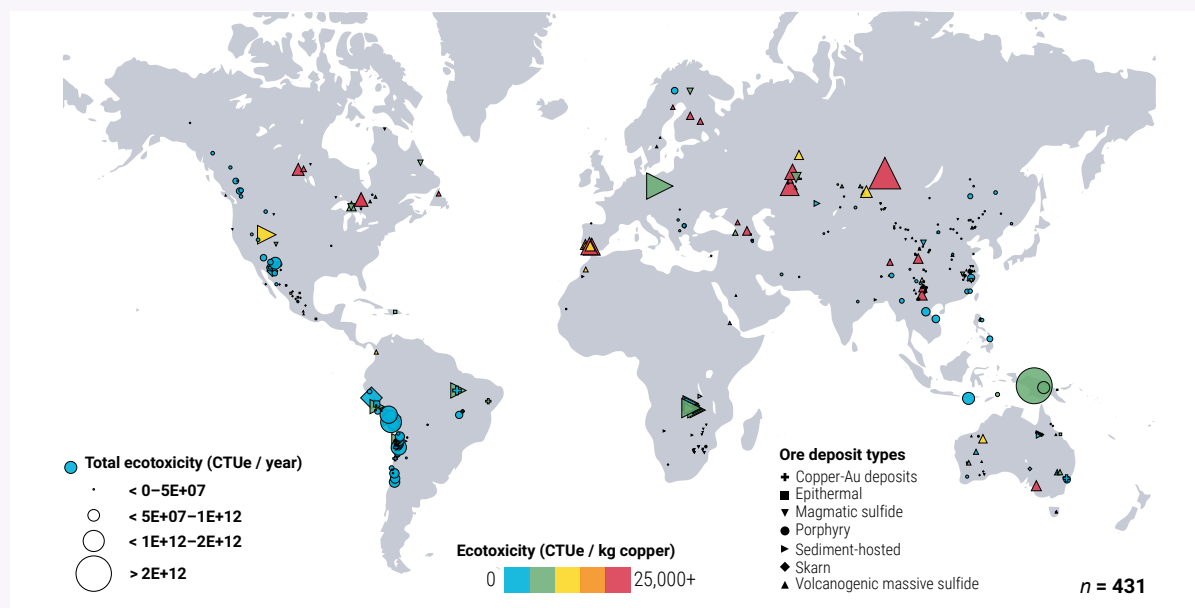 Total ecotoxicity (CTUe / year)
< 0–5E+07
< 5E+07–1E+12
< 1E+12–2E+12
> 2E+12
Ecotoxicity (CTUe / kg copper)
0 25,000+
Ore deposit types
Copper-Au deposits
Epithermal
Magmatic sulfide
Porphyry
Sediment-hosted
Skarn
Volcanogenic massive sulfide
n = 431